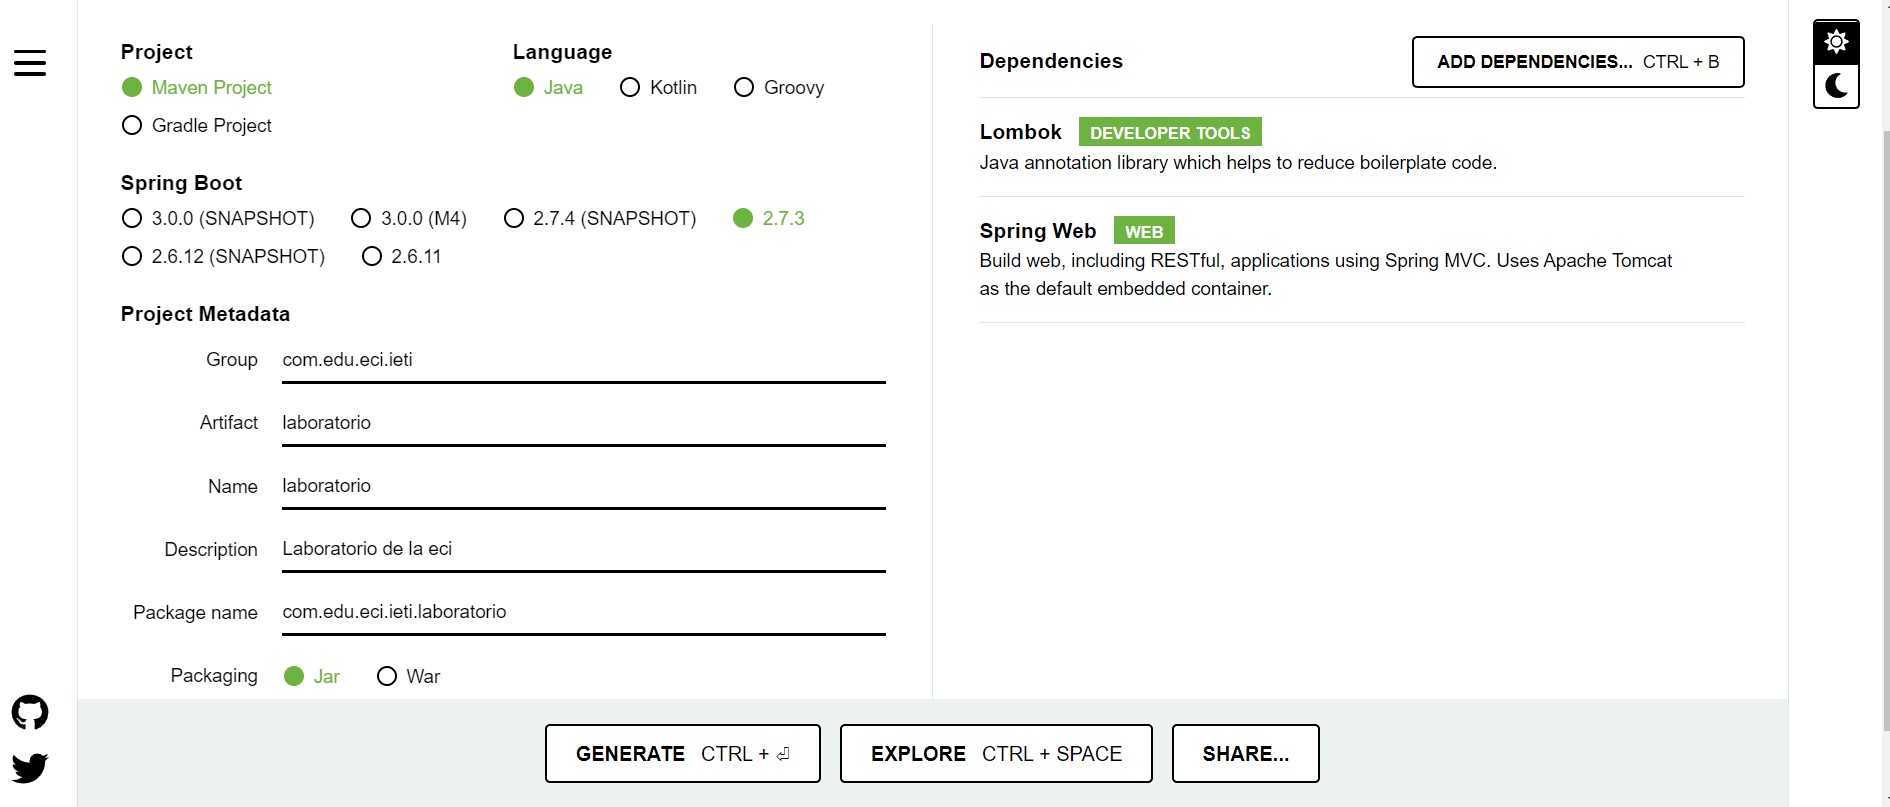 Project
Maven Project
Gradle Project
Language
Java Kotlin Groovy
Spring Boot
3.0.0 (SNAPSHOT) 3.0.0 (M4) 2.7.4 (SNAPSHOT) 2.7.3
2.6.12 (SNAPSHOT) 2.6.11
Project Metadata
Group com.edu.eci.ieti
Artifact laboratorio
Name laboratorio
Description Laboratorio de la eci
Package name com.edu.eci.ieti.laboratorio
Packaging Jar War
Dependencies
ADD DEPENDENCIES... CTRL + B
Lombok DEVELOPER TOOLS
Java annotation library which helps to reduce boilerplate code.
Spring Web WEB
Build web, including RESTful, applications using Spring MVC. Uses Apache Tomcat
as the default embedded container.
GENERATE CTRL + ⏎ EXPLORE CTRL + SPACE SHARE...